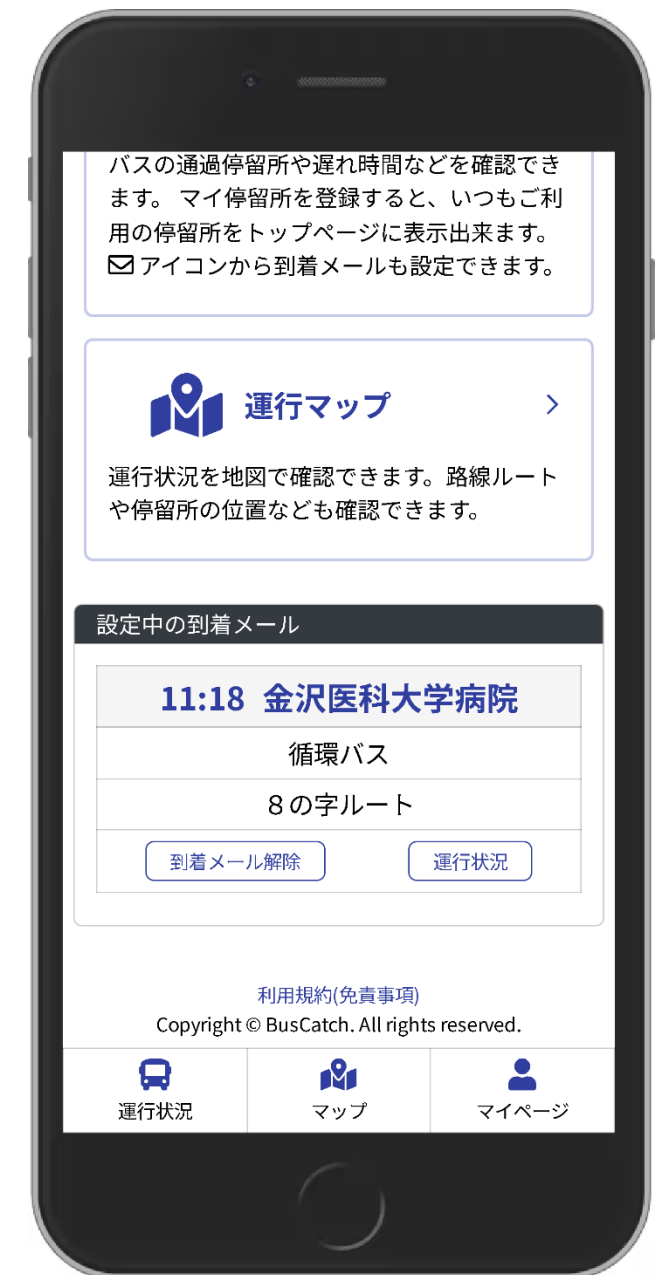 バスの通過停留所や遅れ時間などを確認でき
ます。 マイ停留所を登録すると、いつもご利
用の停留所をトップページに表示出来ます。
アイコンから到着メールも設定できます。
運行マップ
運行状況を地図で確認できます。路線ルート
や停留所の位置なども確認できます。
設定中の到着メール
11:18 金沢医科大学病院
循環バス
８の字ルート
到着メール解除 運行状況
利用規約(免責事項)
Copyright © BusCatch. All rights reserved.
運行状況 マップ マイページ